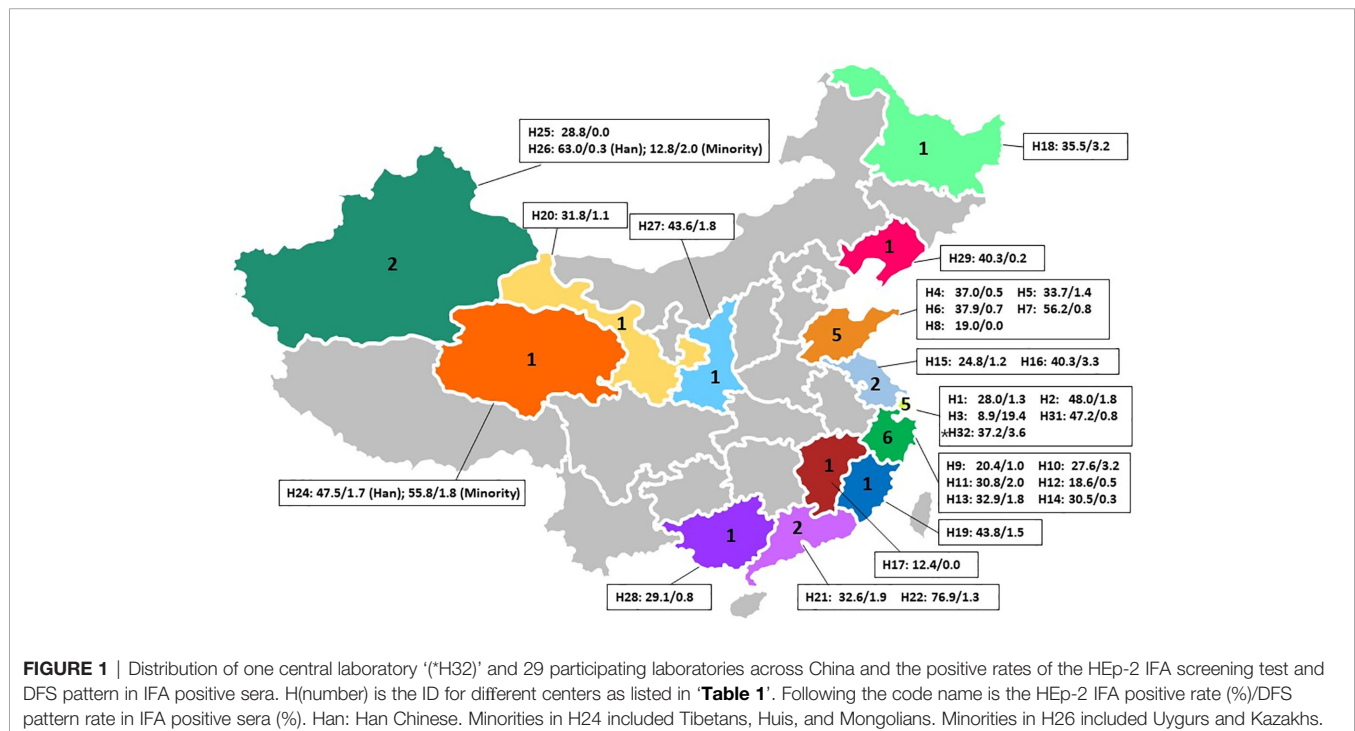 H25: 28.8/0.0
H26: 63.0/0.3 (Han); 12.8/2.0 (Minority)
1
H18: 35.5/3.2
H20: 31.8/1.1
H27: 43.6/1.8
1
H29: 40.3/0.2
2
H4: 37.0/0.5 H5: 33.7/1.4
H6: 37.9/0.7 H7: 56.2/0.8
H8: 19.0/0.0
1
5
1
1
H15: 24.8/1.2 H16: 40.3/3.3
2
H1: 28.0/1.3 H2: 48.0/1.8
H3: 8.9/19.4 H31: 47.2/0.8
*H32: 37.2/3.6
5
6
H9: 20.4/1.0 H10: 27.6/3.2
H11: 30.8/2.0 H12: 18.6/0.5
H13: 32.9/1.8 H14: 30.5/0.3
1
1
H24: 47.5/1.7 (Han); 55.8/1.8 (Minority)
H19: 43.8/1.5
1
2
H17: 12.4/0.0
H28: 29.1/0.8
H21: 32.6/1.9 H22: 76.9/1.3
FIGURE 1 | Distribution of one central laboratory ‘(*H32)’ and 29 participating laboratories across China and the positive rates of the HEp-2 IFA screening test and
DFS pattern in IFA positive sera. H(number) is the ID for different centers as listed in ‘Table 1’. Following the code name is the HEp-2 IFA positive rate (%)/DFS
pattern rate in IFA positive sera (%). Han: Han Chinese. Minorities in H24 included Tibetans, Huis, and Mongolians. Minorities in H26 included Uygurs and Kazakhs.